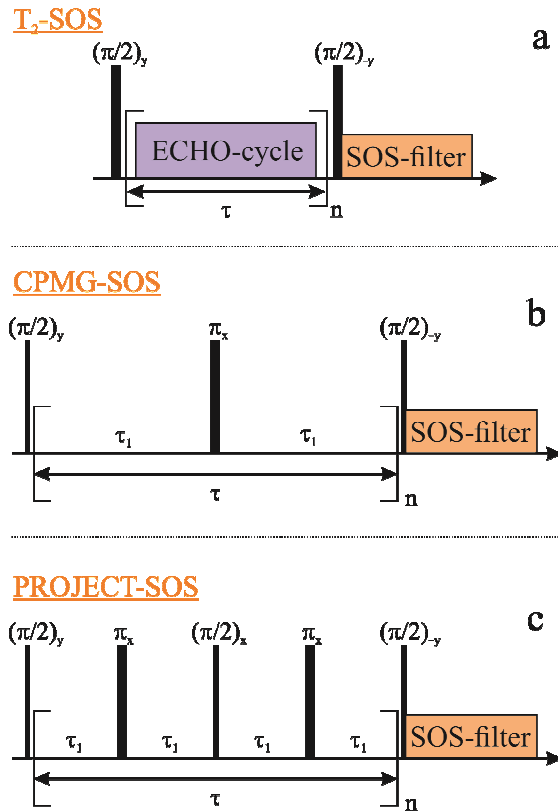 T₂-SOS
a
(π/2)y (π/2)-y
ECHO-cycle SOS-filter
τ n
CPMG-SOS
b
(π/2)y πx (π/2)-y
τ₁ τ₁ SOS-filter
τ n
PROJECT-SOS
c
(π/2)y πx (π/2)x πx (π/2)-y
τ₁ τ₁ τ₁ τ₁ SOS-filter
τ n